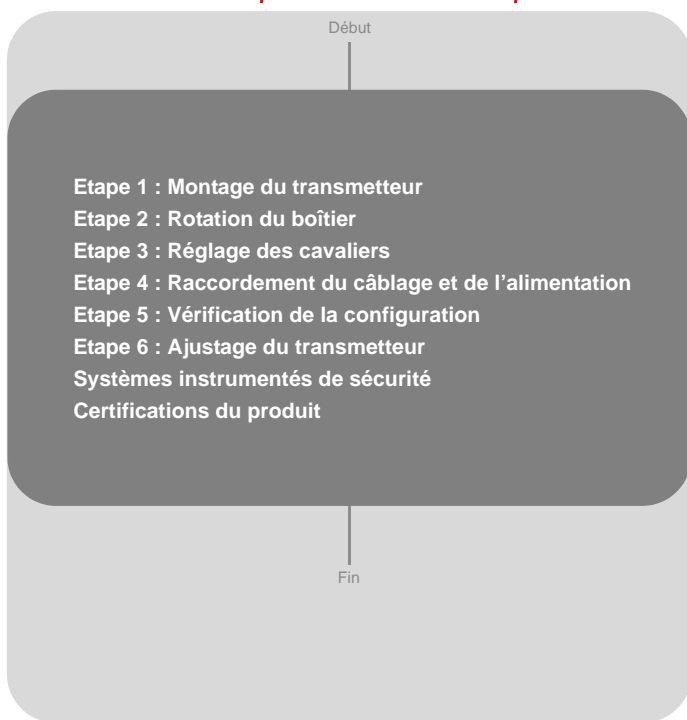 Début
Etape 1 : Montage du transmetteur
Etape 2 : Rotation du boîtier
Etape 3 : Réglage des cavaliers
Etape 4 : Raccordement du câblage et de l'alimentation
Etape 5 : Vérification de la configuration
Etape 6 : Ajustage du transmetteur
Systèmes instrumentés de sécurité
Certifications du produit
Fin